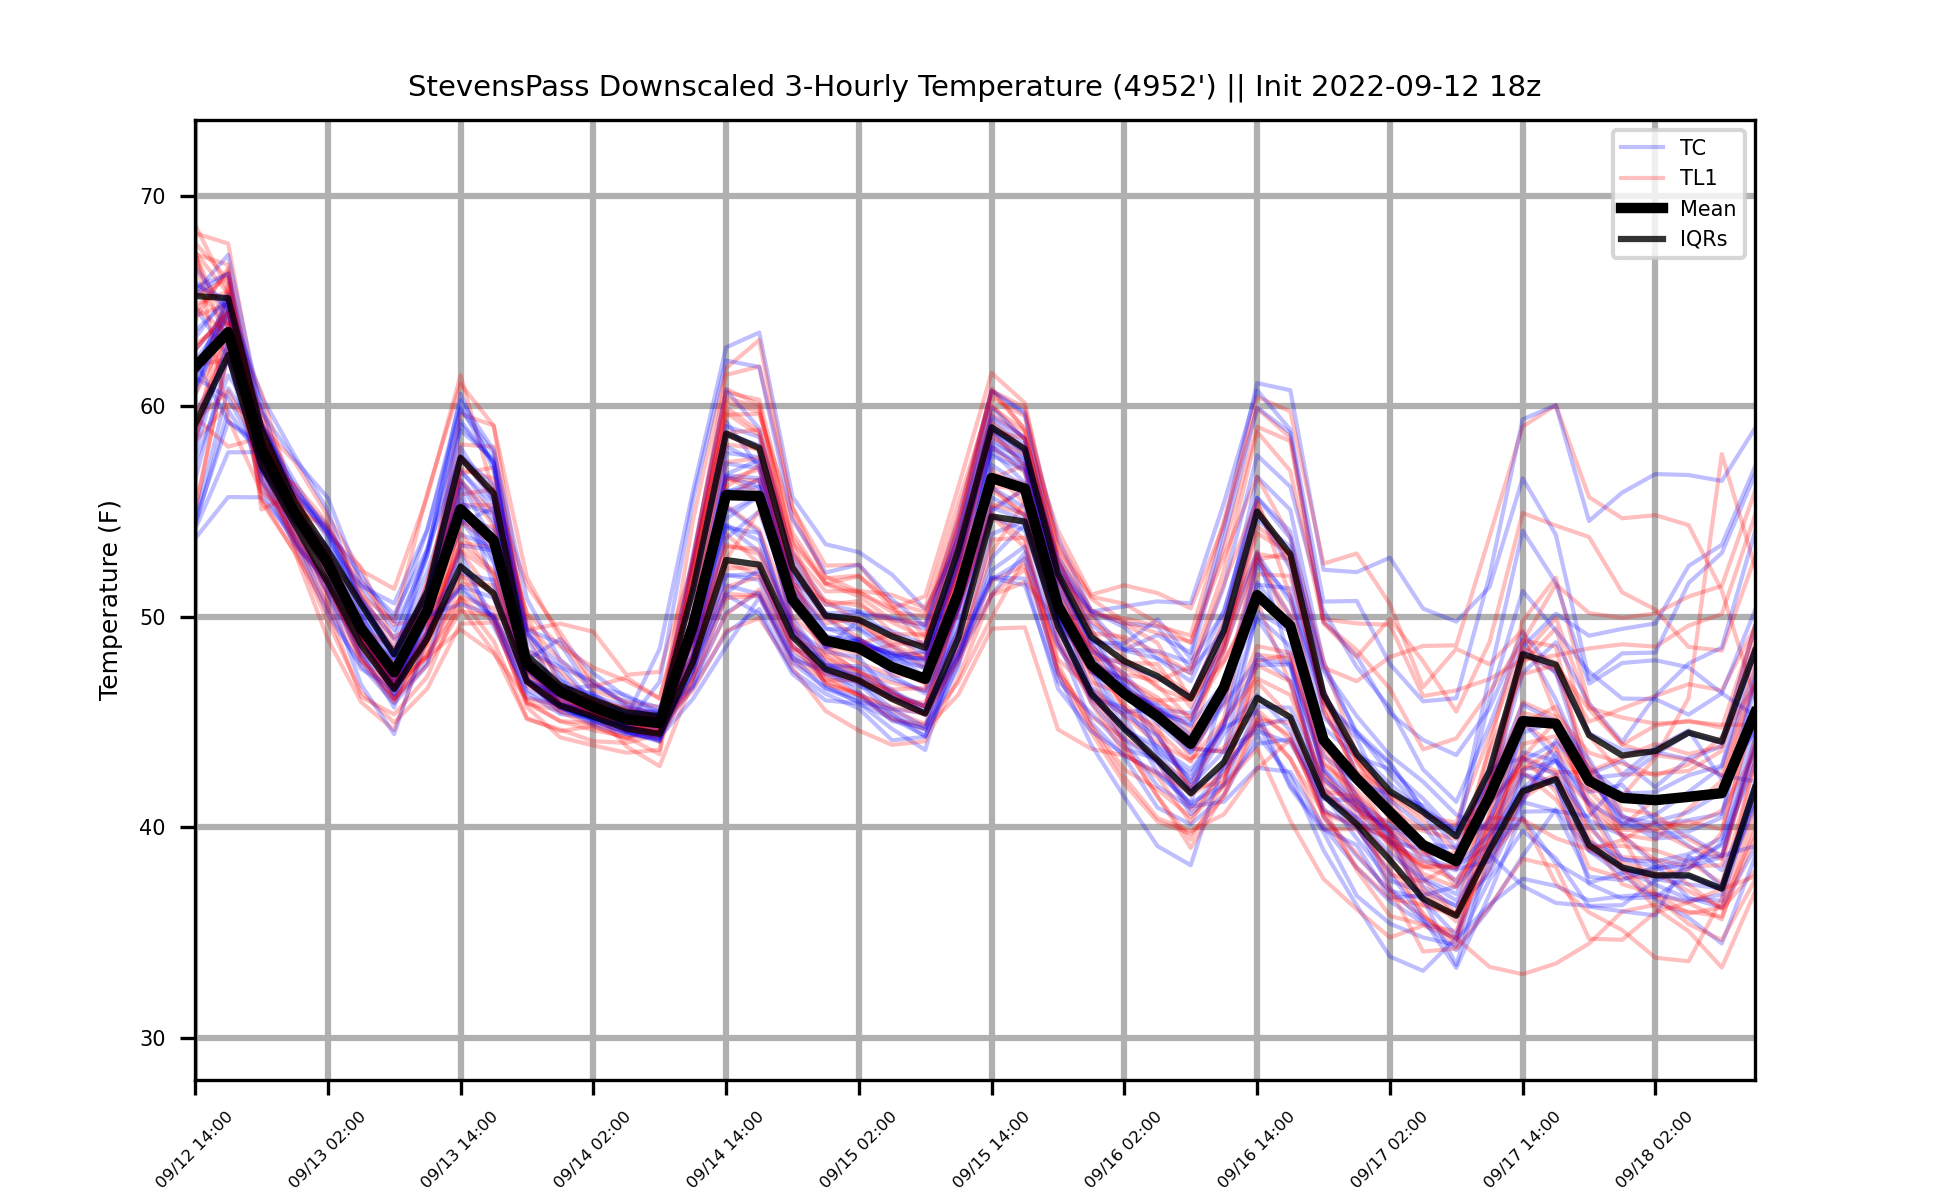 StevensPass Downscaled 3-Hourly Temperature (4952') || Init 2022-09-12 18z
TC
TL1
Mean
IQRs
Temperature (F)
70
60
50
40
30
09/12 14:00
09/13 02:00
09/13 14:00
09/14 02:00
09/14 14:00
09/15 02:00
09/15 14:00
09/16 02:00
09/16 14:00
09/17 02:00
09/17 14:00
09/18 02:00